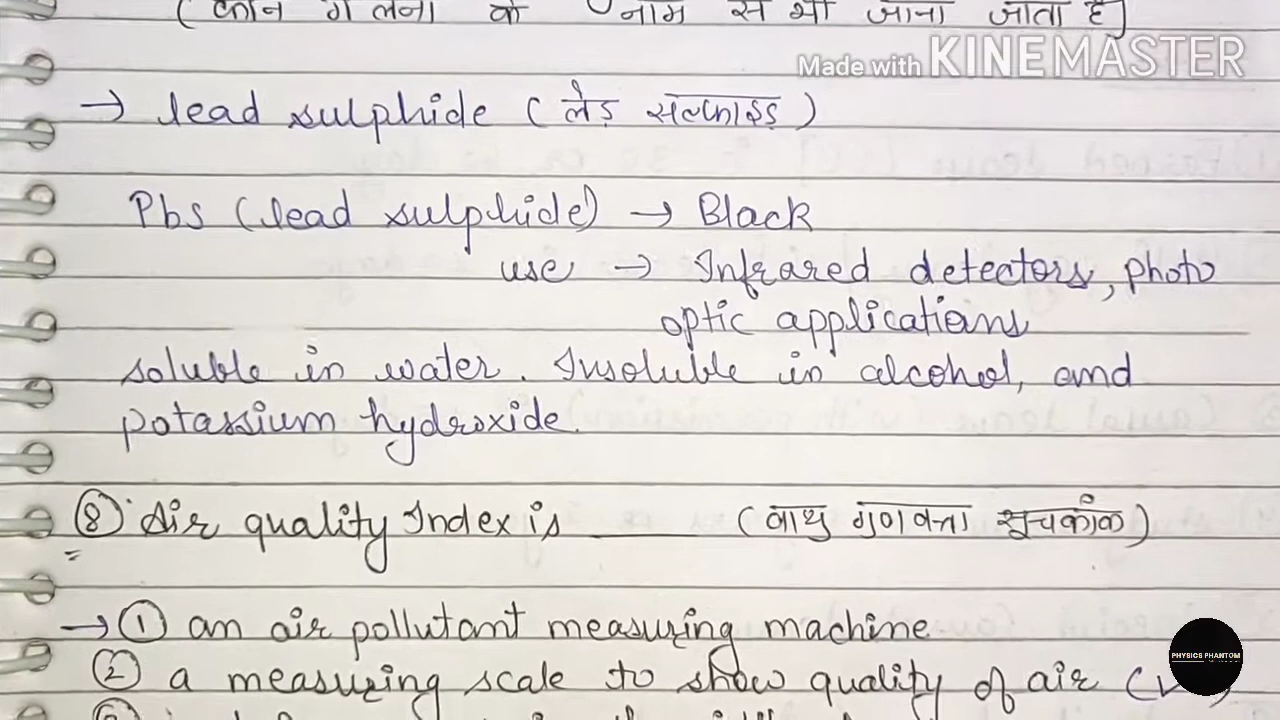 के नाम से भी जाना जाता है]
Made with KINEMASTER
→ lead sulphide (लेड सल्फाइड)
Pbs (lead sulphide) → Black
use → Infrared detectors, photo
optic applications
soluble in water. Insoluble in alcohol, and
potassium hydroxide.
⑧ Air quality Index is ______ (वायु गुणवत्ता सूचकांक)
→ ① an air pollutant measuring machine
PHYSICS PHANTOM
② a measuring scale to show quality of air (✓)